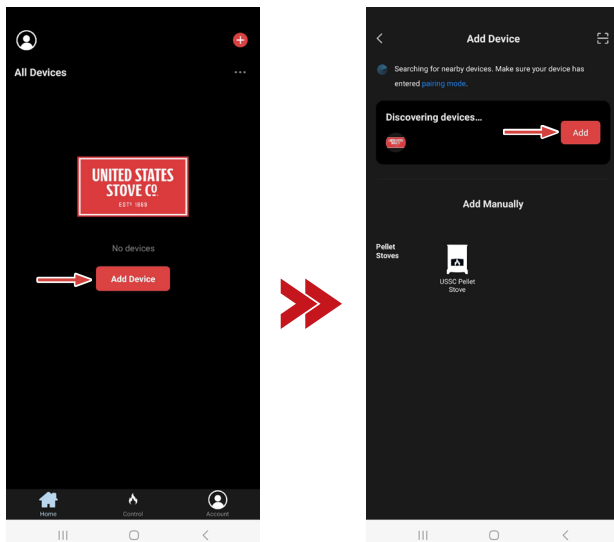 All Devices
UNITED STATES
STOVE CO.
ESTD 1869
No devices
Add Device
Home
Control
Account
Add Device
Searching for nearby devices. Make sure your device has
entered pairing mode.
Discovering devices...
Add
Add Manually
Pellet
Stoves
USSC Pellet
Stove